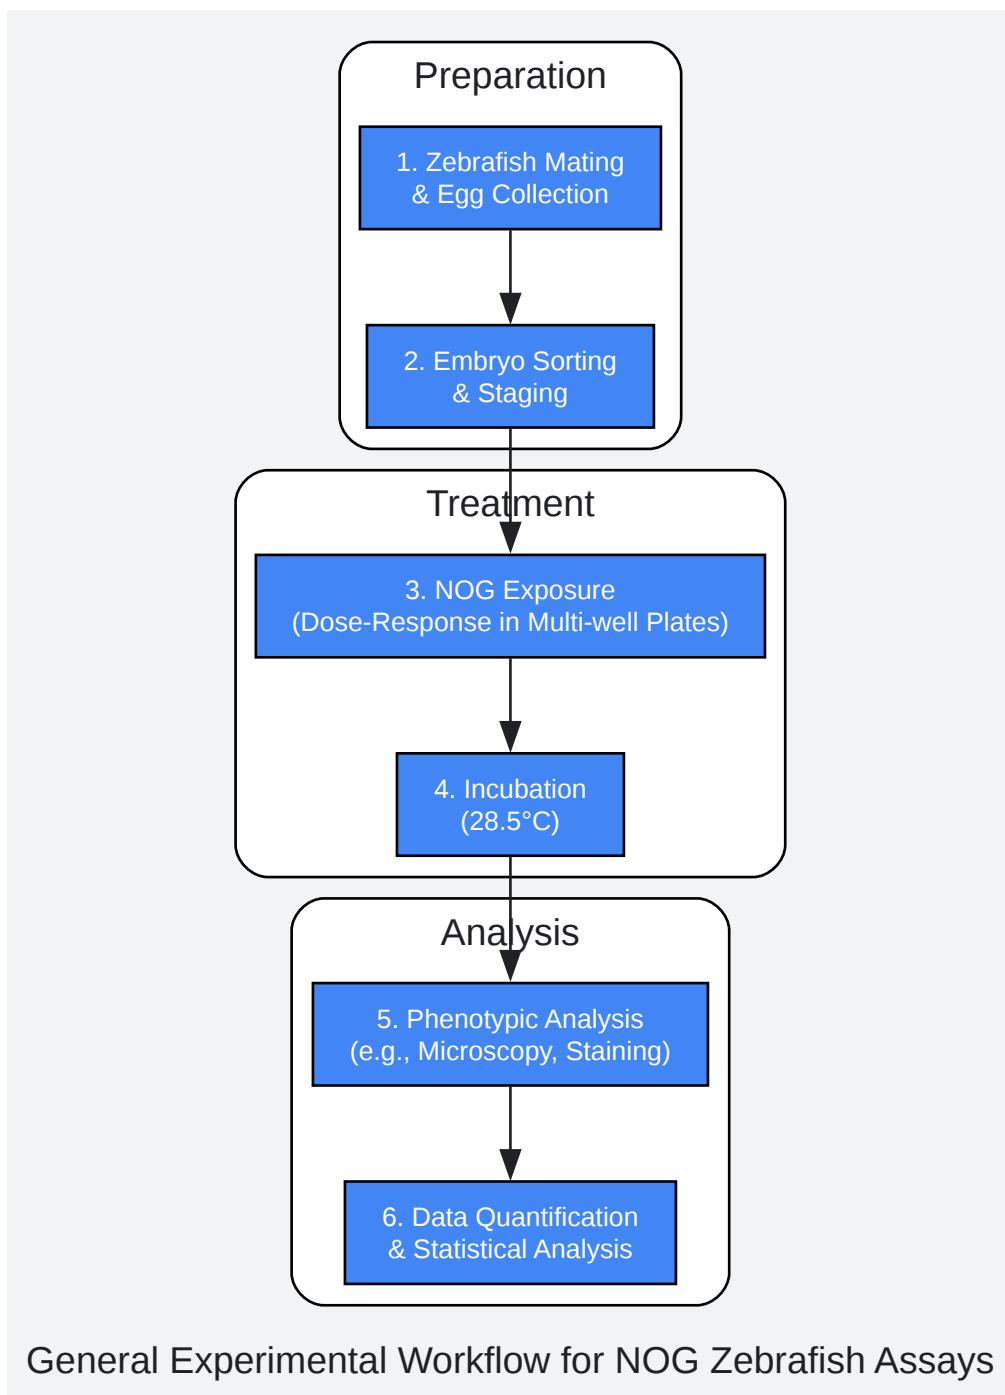 Preparation
1. Zebrafish Mating
& Egg Collection
2. Embryo Sorting
& Staging
Treatment
3. NOG Exposure
(Dose-Response in Multi-well Plates)
4. Incubation
(28.5°C)
Analysis
5. Phenotypic Analysis
(e.g., Microscopy, Staining)
6. Data Quantification
& Statistical Analysis
General Experimental Workflow for NOG Zebrafish Assays